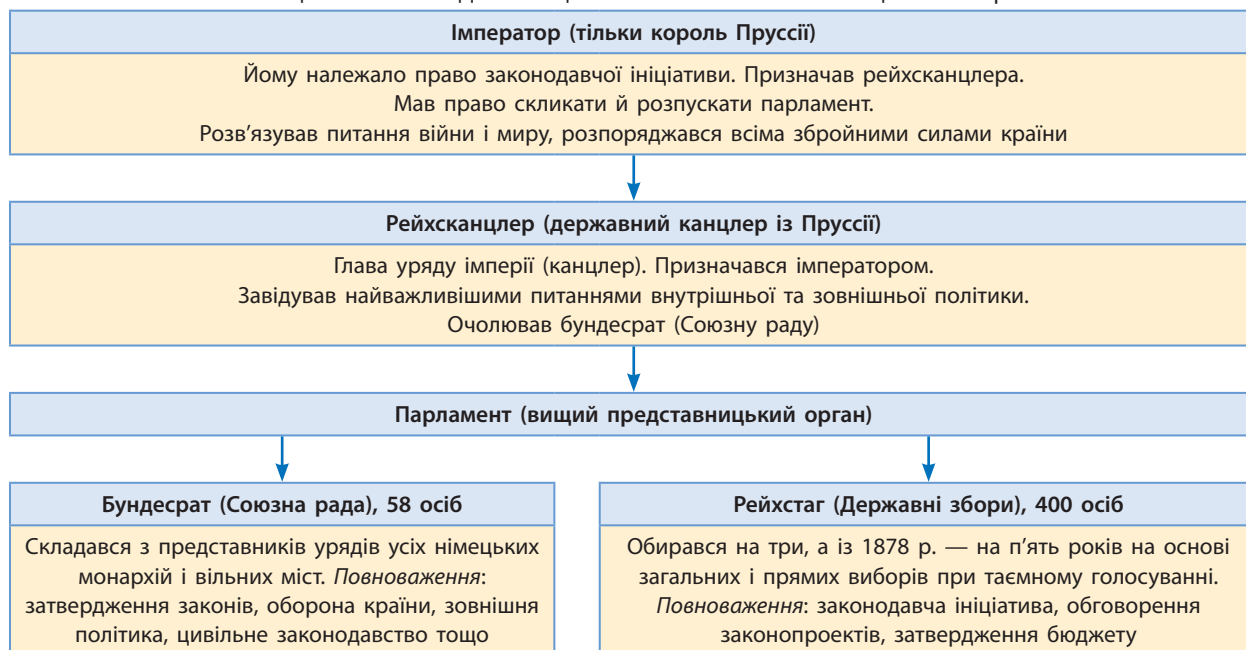 Імператор (тільки король Пруссії)
Йому належало право законодавчої ініціативи. Призначав рейхсканцлера.
Мав право скликати й розпускати парламент.
Розв'язував питання війни і миру, розпоряджався всіма збройними силами країни
Рейхсканцлер (державний канцлер із Пруссії)
Глава уряду імперії (канцлер). Призначався імператором.
Завідував найважливішими питаннями внутрішньої та зовнішньої політики.
Очолював бундесрат (Союзну раду)
Парламент (вищий представницький орган)
Бундесрат (Союзна рада), 58 осіб
Складався з представників урядів усіх німецьких
монархій і вільних міст. Повноваження:
затвердження законів, оборона країни, зовнішня
політика, цивільне законодавство тощо
Рейхстаг (Державні збори), 400 осіб
Обирався на три, а із 1878 р. — на п'ять років на основі
загальних і прямих виборів при таємному голосуванні.
Повноваження: законодавча ініціатива, обговорення
законопроектів, затвердження бюджету